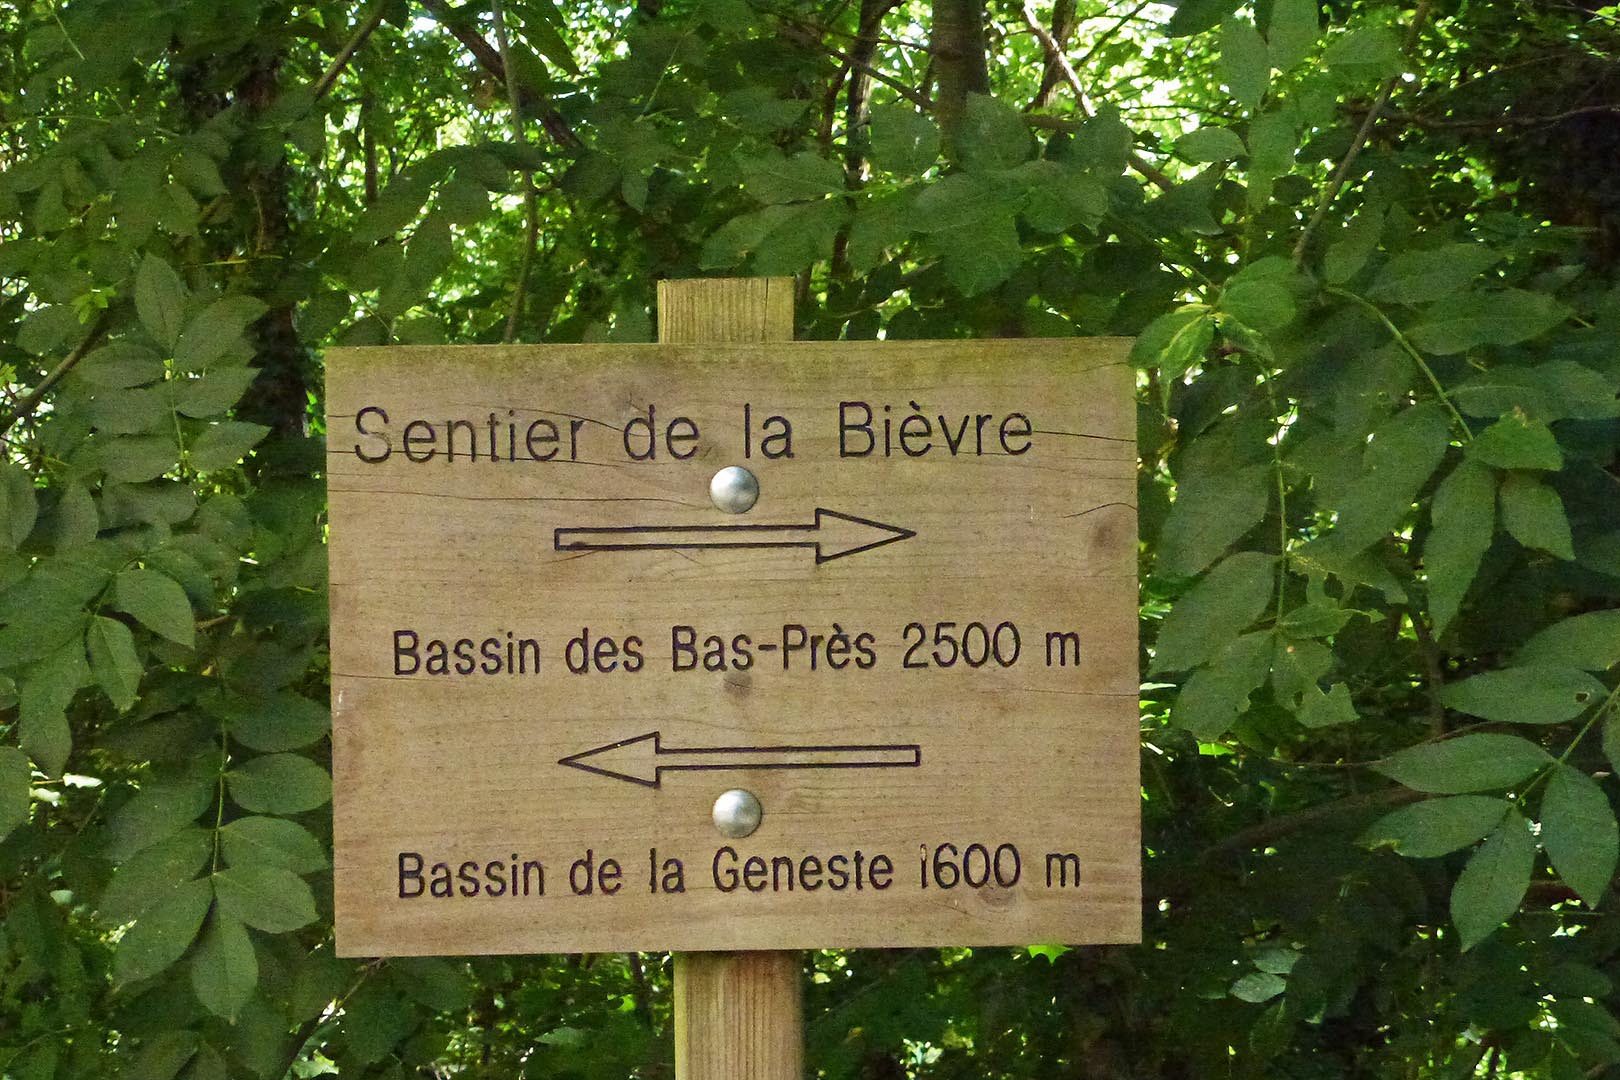 Sentier de la Bièvre
Bassin des Bas-Près 2500 m
Bassin de la Geneste 1600 m